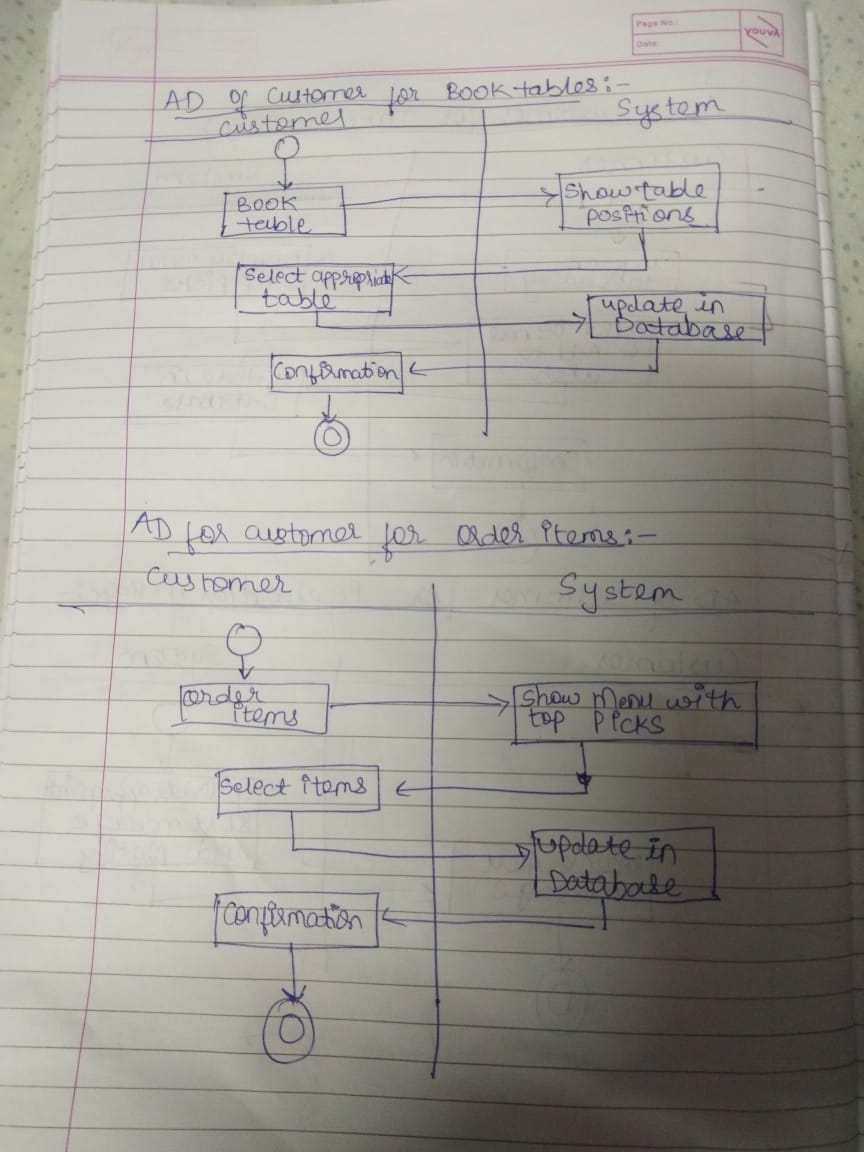 Page No.:
Date:
YOUVA
AD Of Customer for BOOK tables:-
Customer
System
BOOK
table
Show table
positions
Select appropriate
table
update in
Database
Confirmation
AD for customer for order items:-
Customer
System
Order
items
Show Menu with
top Picks
Select items
update in
Database
Confirmation